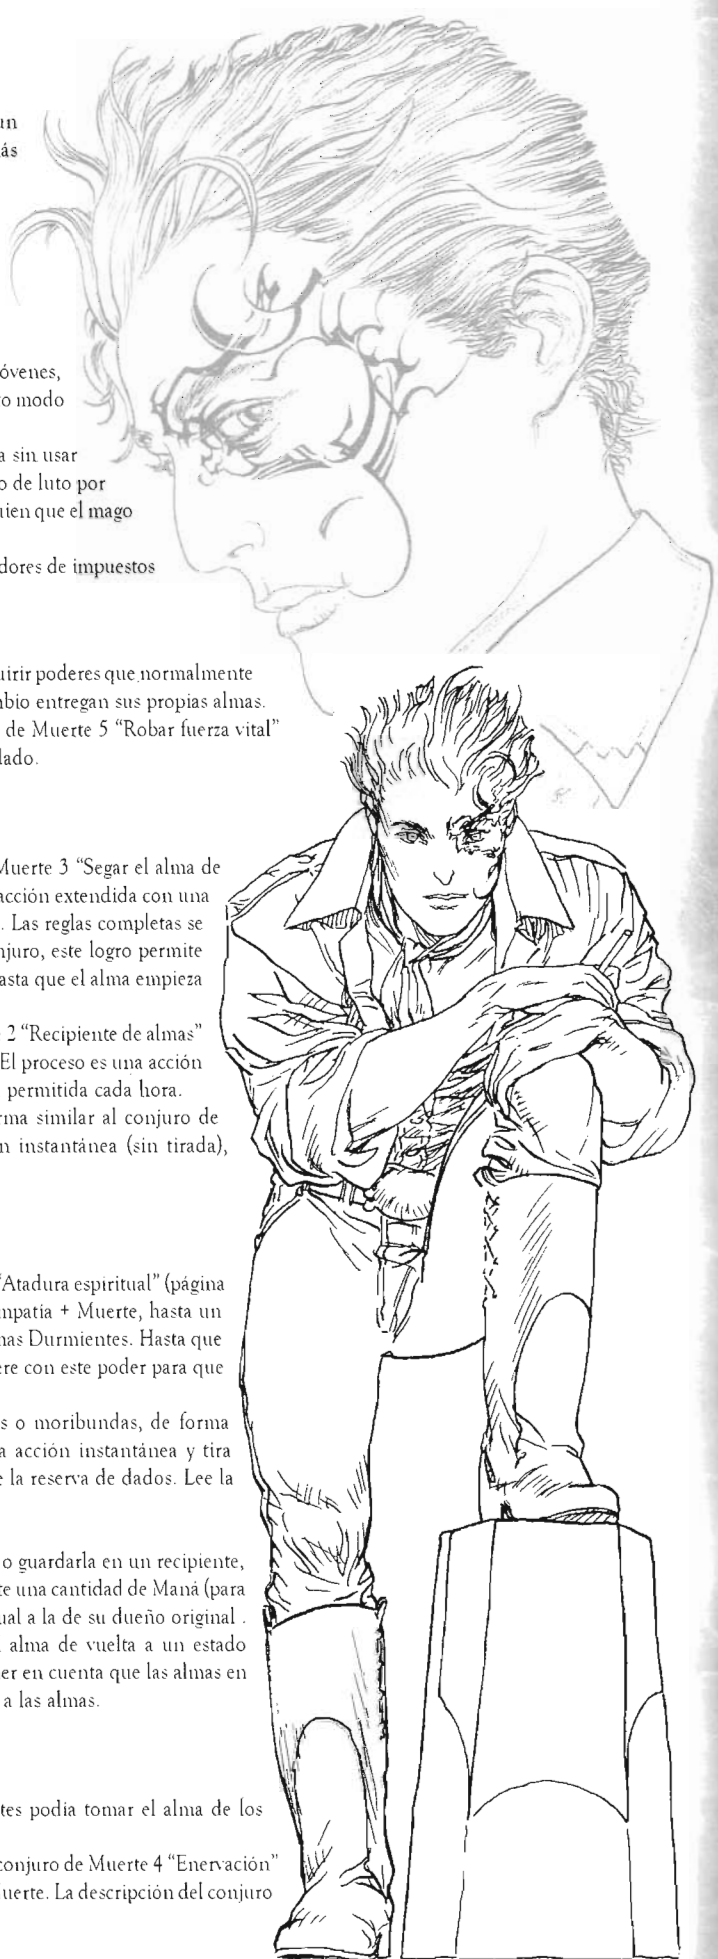 un
ás
óvenes,
o modo
a sin usar
o de luto por
uien que el mago
dores de impuestos
uirir poderes que normalmente
mbio entregan sus propias almas.
de Muerte 5 “Robar fuerza vital”
lado.
Muerte 3 “Segar el alma de
acción extendida con una
. Las reglas completas se
njuro, este logro permite
asta que el alma empieza
2 “Recipiente de almas”
El proceso es una acción
permitida cada hora.
rma similar al conjuro de
n instantánea (sin tirada),
“Atadura espiritual” (página
mpatía + Muerte, hasta un
nas Durmientes. Hasta que
ere con este poder para que
s o moribundas, de forma
a acción instantánea y tira
e la reserva de dados. Lee la
o guardarla en un recipiente,
te una cantidad de Maná (para
ual a la de su dueño original .
alma de vuelta a un estado
er en cuenta que las almas en
a las almas.
tes podía tomar el alma de los
conjuro de Muerte 4 “Enervación”
uerte. La descripción del conjuro